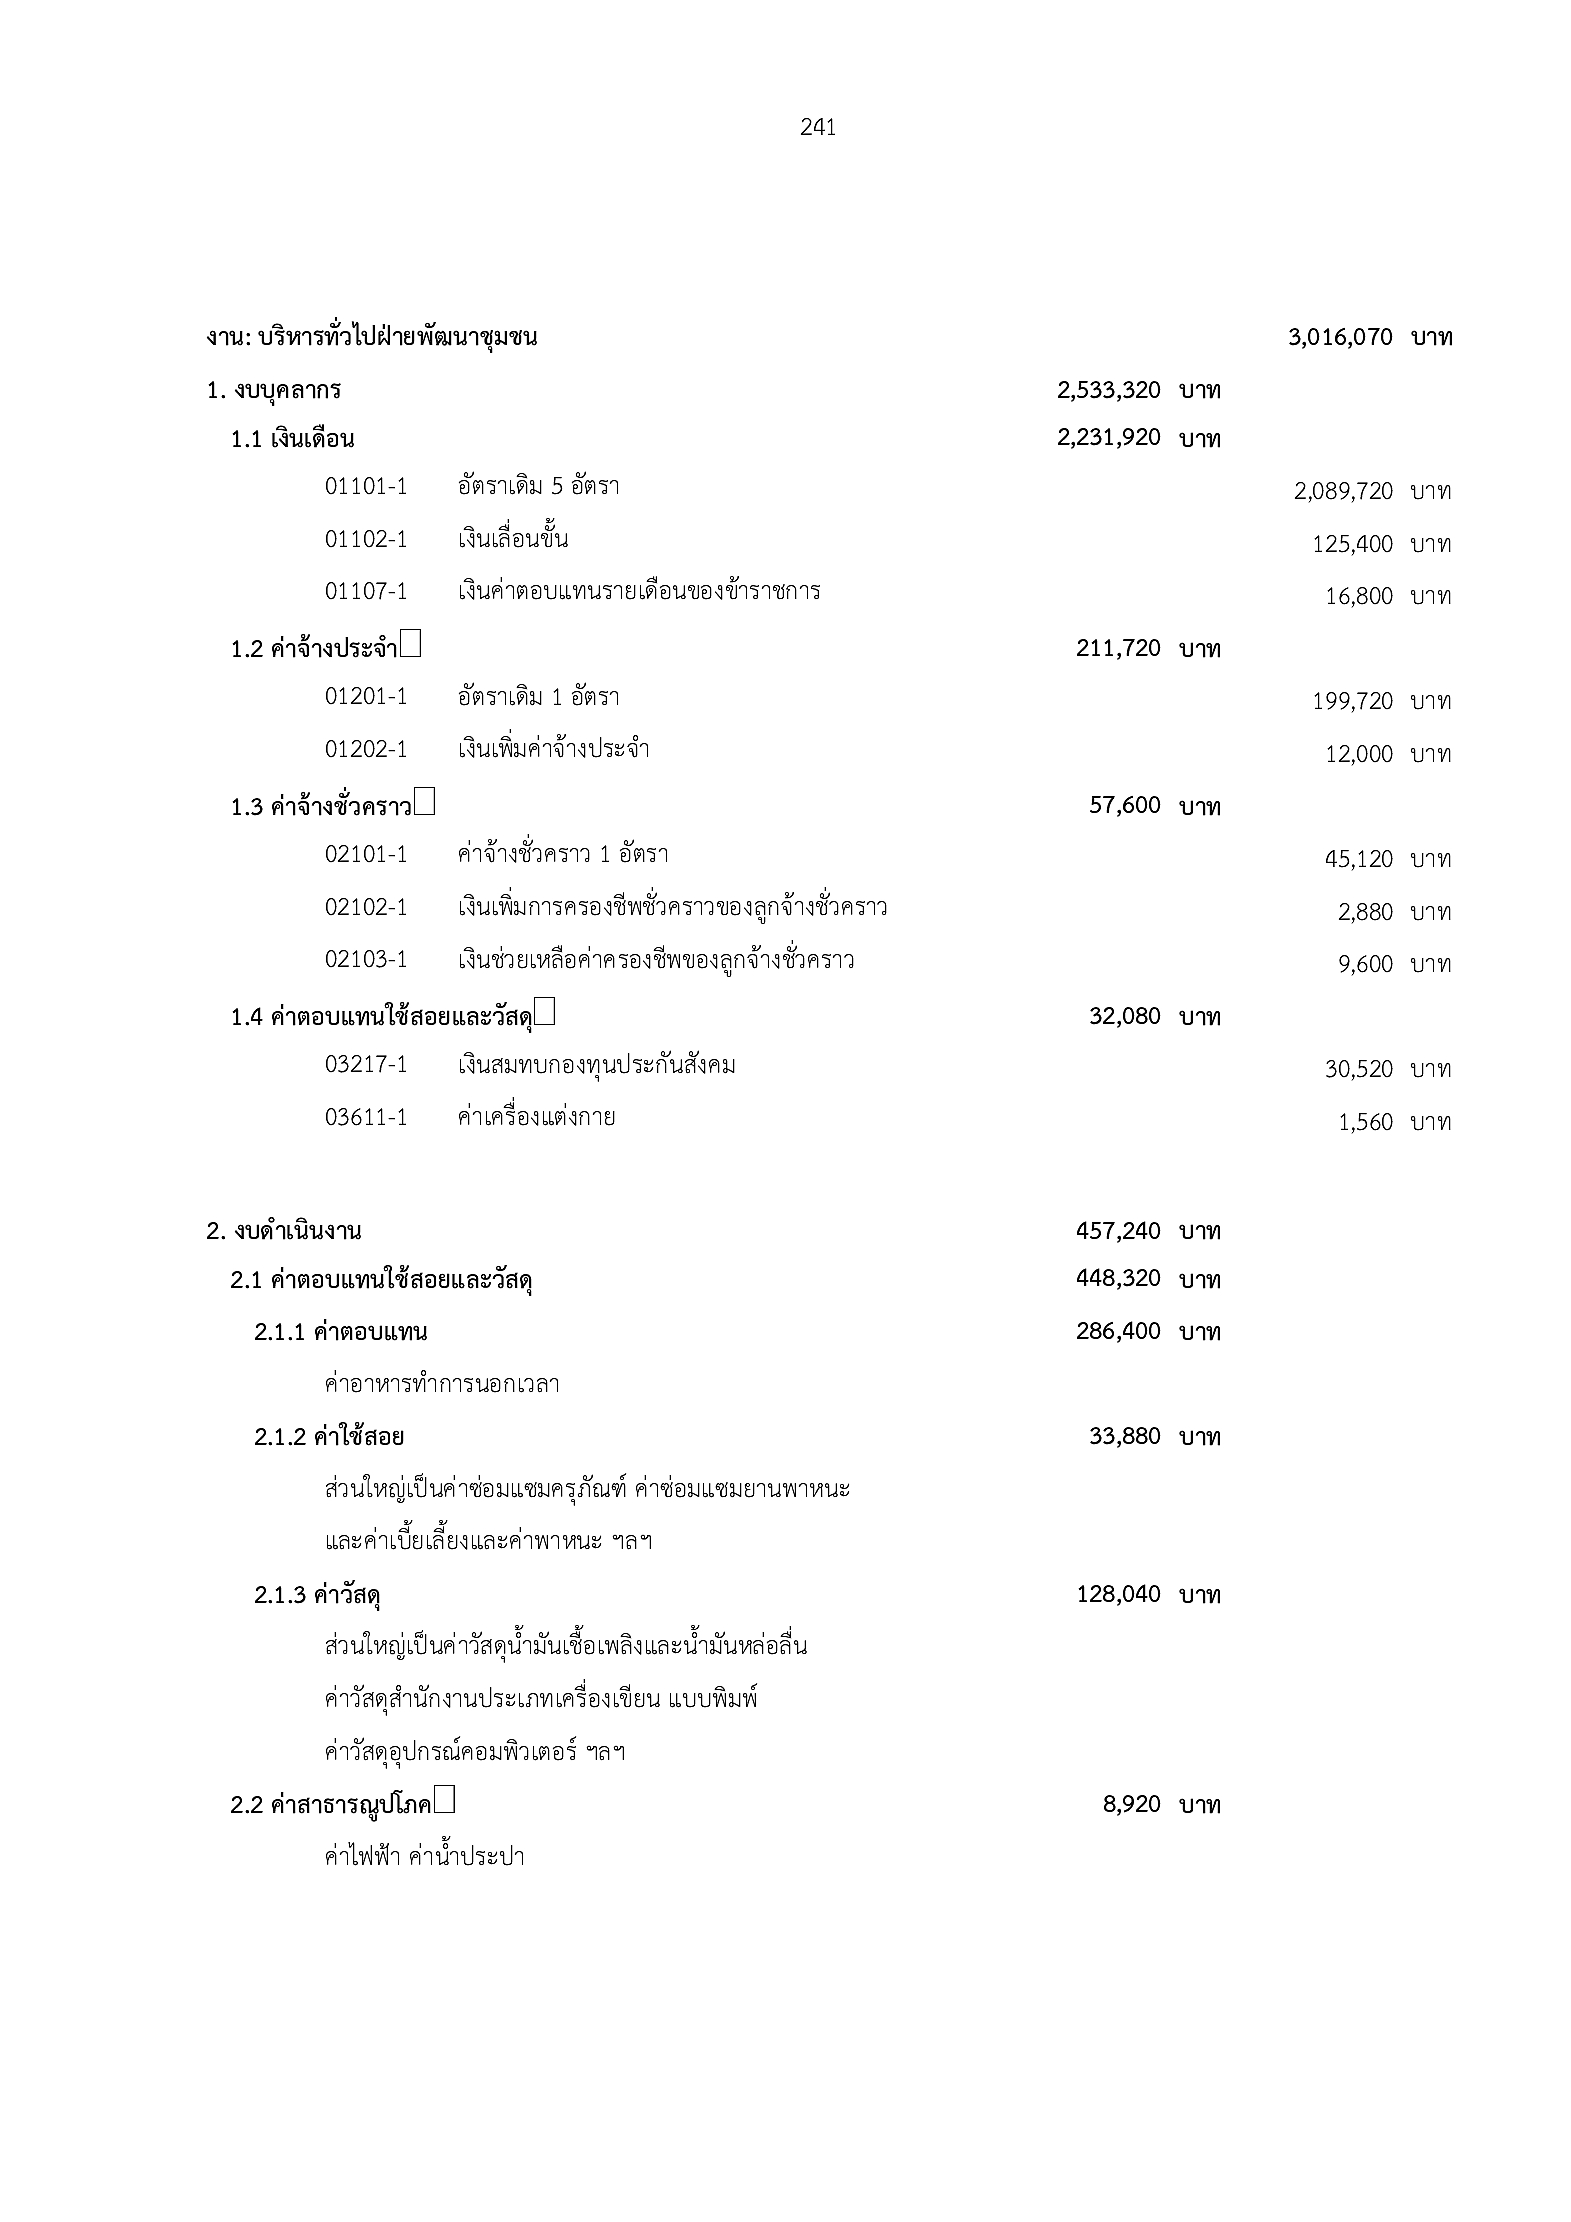 241
งาน: บริหารทั่วไปฝ่ายพัฒนาชุมชน 3,016,070 บาท
1. งบบุคลากร 2,533,320 บาท
1.1 เงินเดือน 2,231,920 บาท
01101-1 อัตราเดิม 5 อัตรา 2,089,720 บาท
01102-1 เงินเลื่อนขั้น 125,400 บาท
01107-1 เงินค่าตอบแทนรายเดือนของข้าราชการ 16,800 บาท
1.2 ค่าจ้างประจำ 211,720 บาท
01201-1 อัตราเดิม 1 อัตรา 199,720 บาท
01202-1 เงินเพิ่มค่าจ้างประจำ 12,000 บาท
1.3 ค่าจ้างชั่วคราว 57,600 บาท
02101-1 ค่าจ้างชั่วคราว 1 อัตรา 45,120 บาท
02102-1 เงินเพิ่มการครองชีพชั่วคราวของลูกจ้างชั่วคราว 2,880 บาท
02103-1 เงินช่วยเหลือค่าครองชีพของลูกจ้างชั่วคราว 9,600 บาท
1.4 ค่าตอบแทนใช้สอยและวัสดุ 32,080 บาท
03217-1 เงินสมทบกองทุนประกันสังคม 30,520 บาท
03611-1 ค่าเครื่องแต่งกาย 1,560 บาท
2. งบดำเนินงาน 457,240 บาท
2.1 ค่าตอบแทนใช้สอยและวัสดุ 448,320 บาท
2.1.1 ค่าตอบแทน 286,400 บาท
ค่าอาหารทำการนอกเวลา
2.1.2 ค่าใช้สอย 33,880 บาท
ส่วนใหญ่เป็นค่าซ่อมแซมครุภัณฑ์ ค่าซ่อมแซมยานพาหนะ
และค่าเบี้ยเลี้ยงและค่าพาหนะ ฯลฯ
2.1.3 ค่าวัสดุ 128,040 บาท
ส่วนใหญ่เป็นค่าวัสดุน้ำมันเชื้อเพลิงและน้ำมันหล่อลื่น
ค่าวัสดุสำนักงานประเภทเครื่องเขียน แบบพิมพ์
ค่าวัสดุอุปกรณ์คอมพิวเตอร์ ฯลฯ
2.2 ค่าสาธารณูปโภค 8,920 บาท
ค่าไฟฟ้า ค่าน้ำประปา